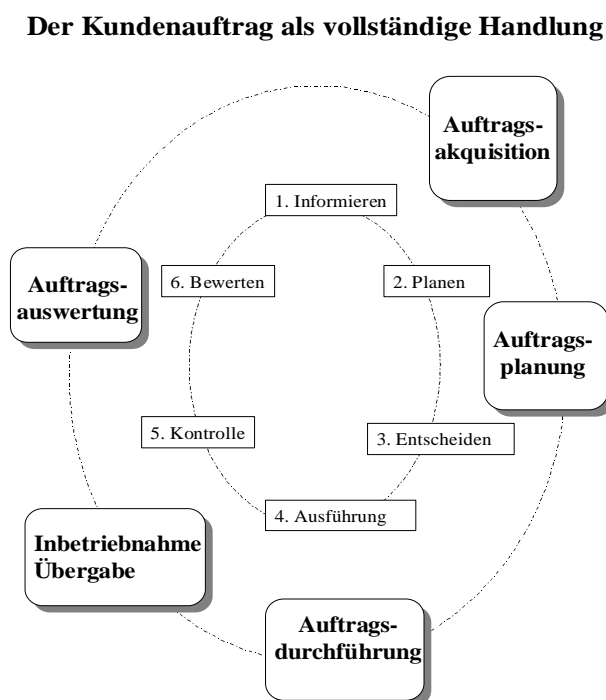 Der Kundenauftrag als vollständige Handlung
Auftrags-
akquisition
1. Informieren
6. Bewerten
2. Planen
Auftrags-
auswertung
Auftrags-
planung
5. Kontrolle
3. Entscheiden
4. Ausführung
Inbetriebnahme
Übergabe
Auftrags-
durchführung